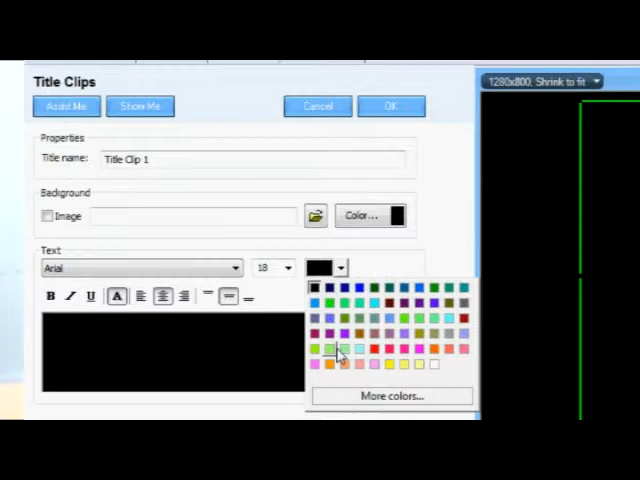 Title Clips
1280x800, Shrink to fit
Assist Me Show Me Cancel OK
Properties
Title name: Title Clip 1
Background
Image Color...
Text
Arial 18
B I U A
More colors...